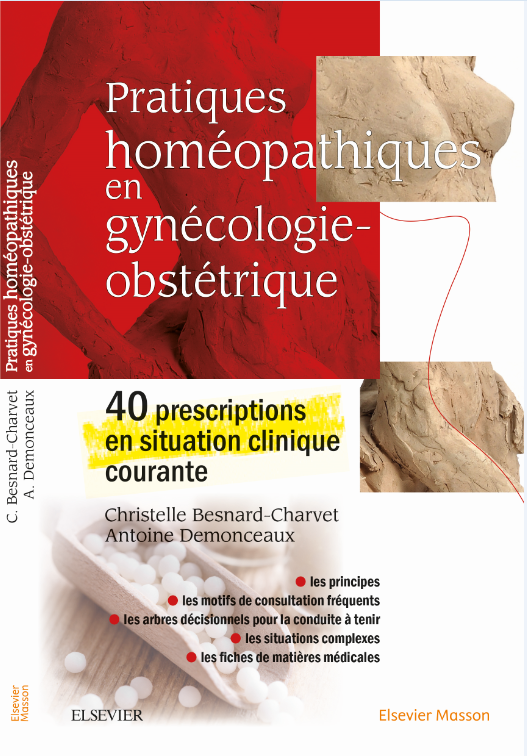 Pratiques
homéopathiques
en
gynécologie-
obstétrique
40 prescriptions
en situation clinique
courante
Christelle Besnard-Charvet
Antoine Demonceaux
● les principes
● les motifs de consultation fréquents
● les arbres décisionnels pour la conduite à tenir
● les situations complexes
● les fiches de matières médicales
ELSEVIER
Elsevier Masson
Pratiques homéopathiques
en gynécologie-obstétrique
C. Besnard-Charvet
A. Demonceaux
Elsevier
Masson